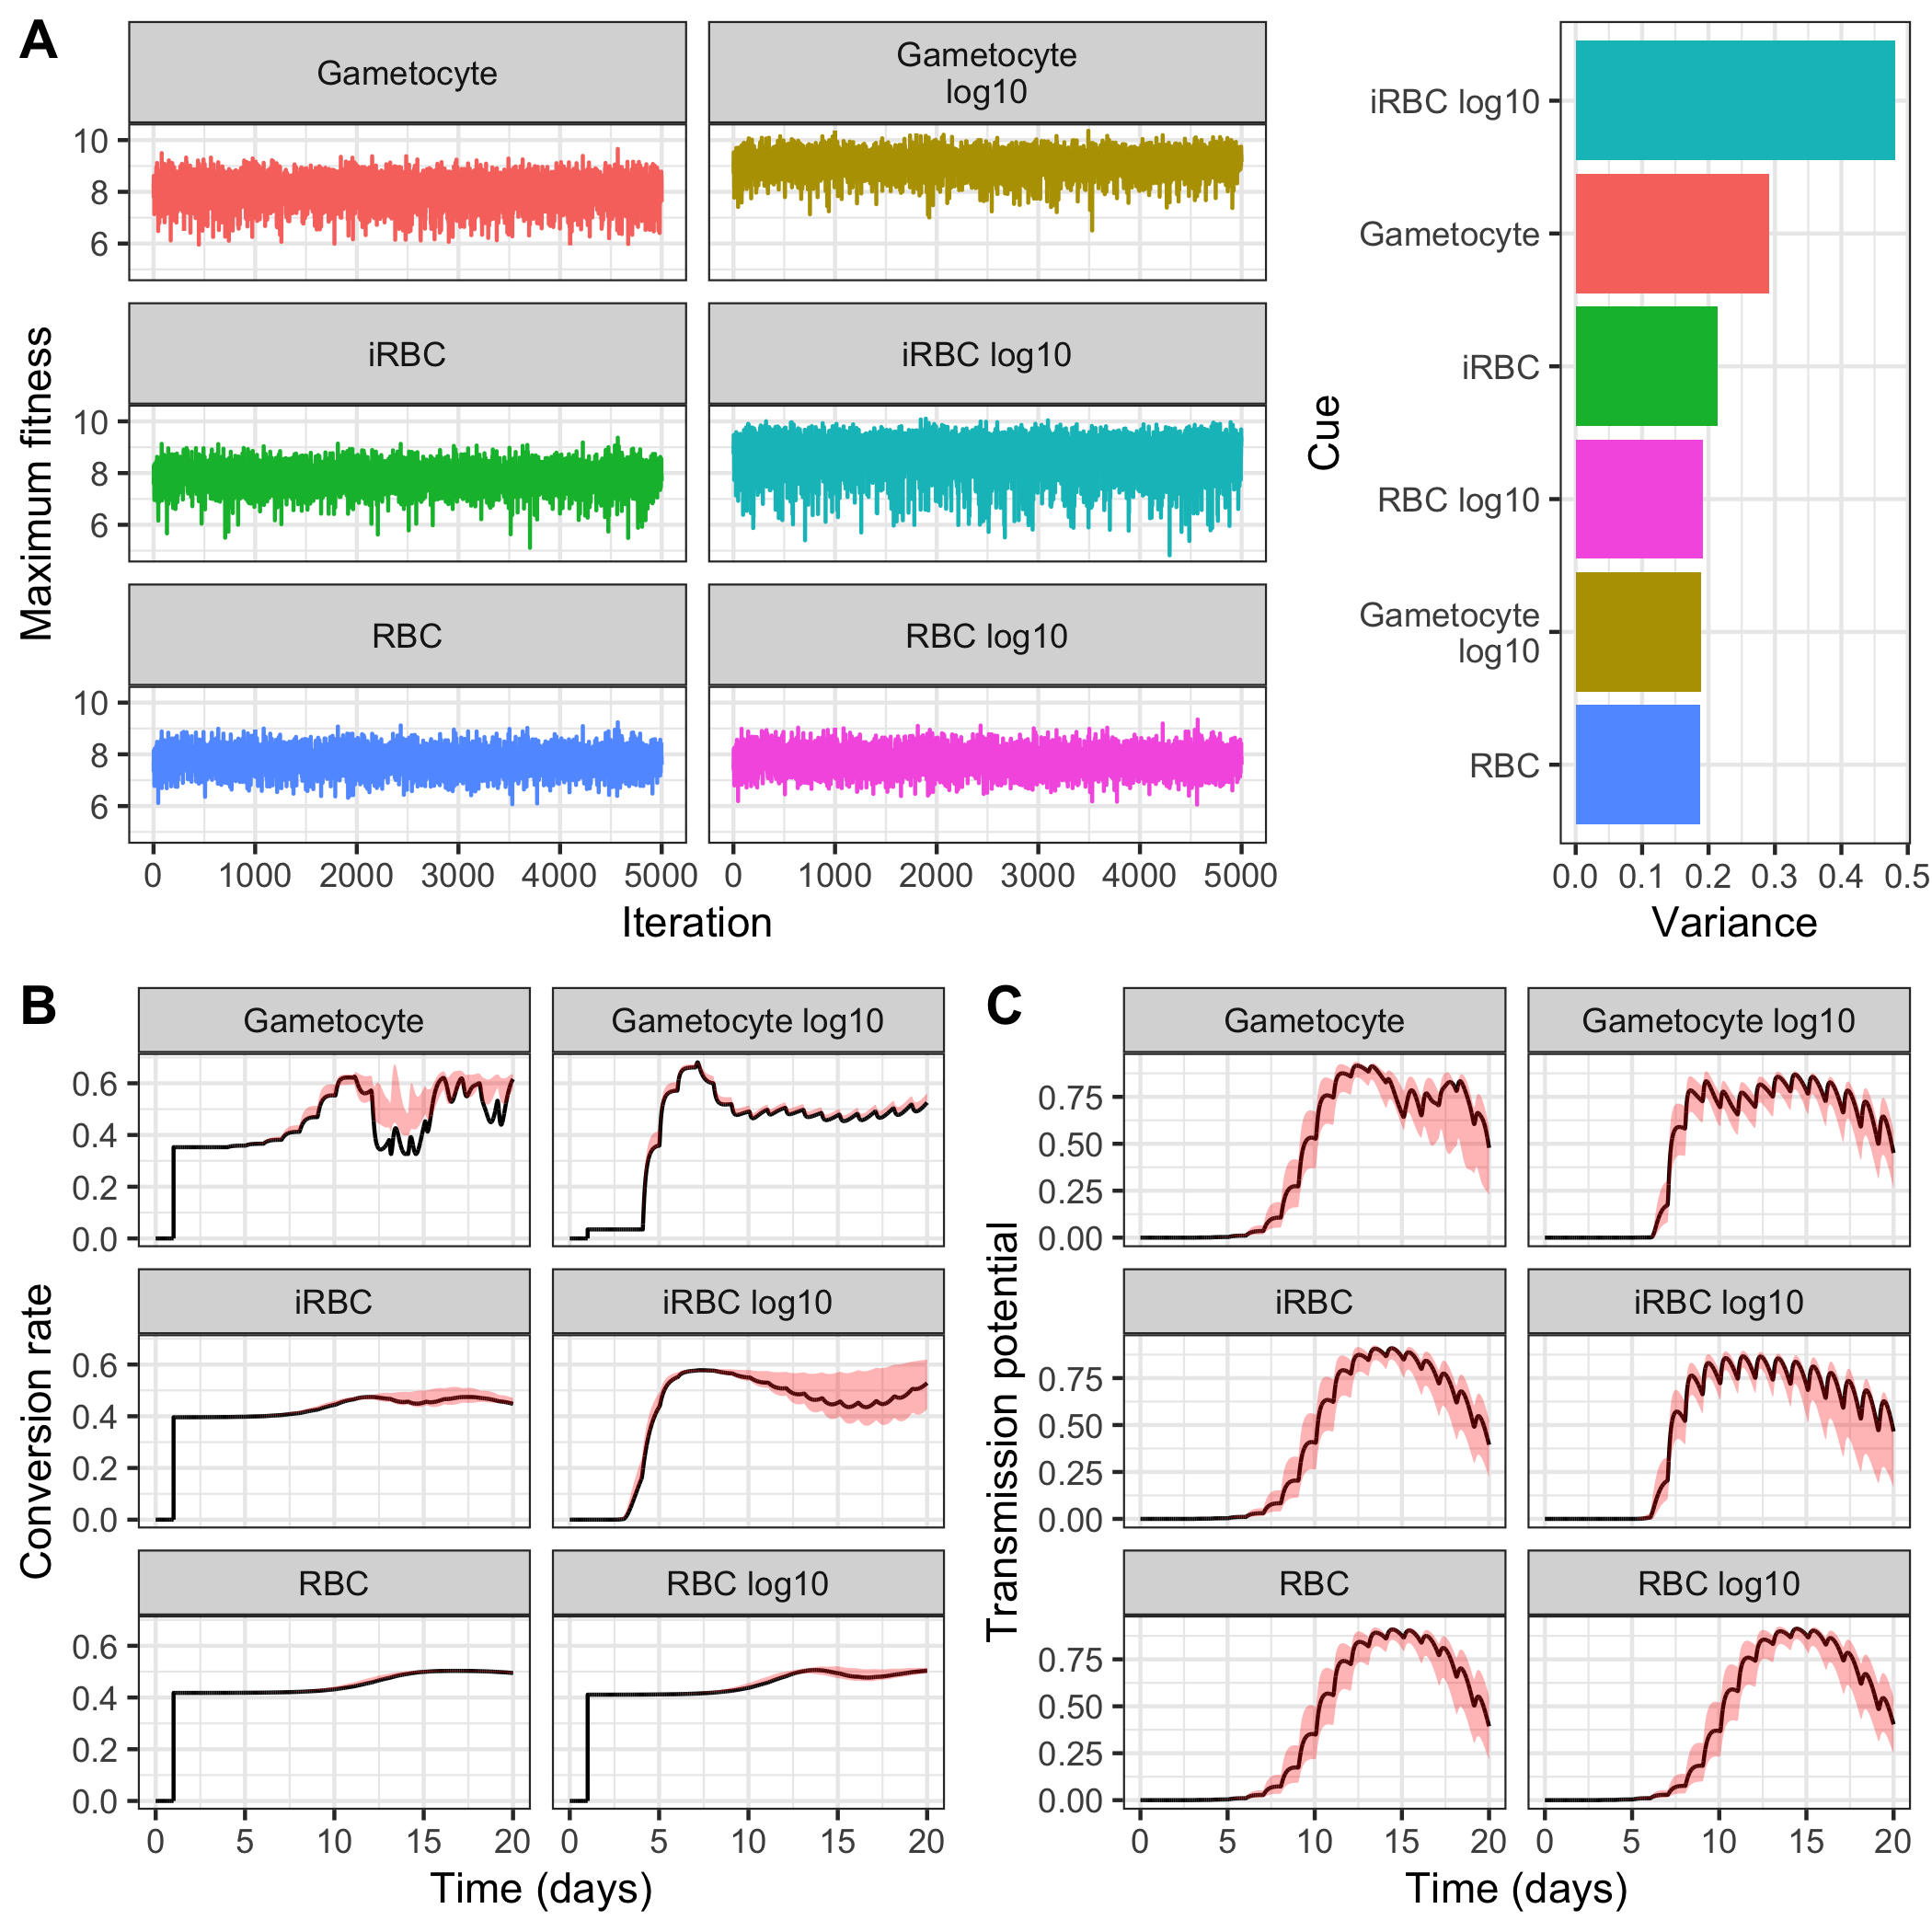 A
Gametocyte
Gametocyte
log10
10
8
6
iRBC
iRBC log10
10
8
6
RBC
RBC log10
10
8
6
0 1000 2000 3000 4000 5000
0 1000 2000 3000 4000 5000
Maximum fitness
Iteration
iRBC log10
Gametocyte
iRBC
RBC log10
Gametocyte
log10
RBC
Cue
0.0 0.1 0.2 0.3 0.4 0.5
Variance
B
Gametocyte
Gametocyte log10
0.6
0.4
0.2
0.0
iRBC
iRBC log10
0.6
0.4
0.2
0.0
RBC
RBC log10
0.6
0.4
0.2
0.0
0 5 10 15 20
0 5 10 15 20
Conversion rate
Time (days)
C
Gametocyte
Gametocyte log10
0.75
0.50
0.25
0.00
iRBC
iRBC log10
0.75
0.50
0.25
0.00
RBC
RBC log10
0.75
0.50
0.25
0.00
0 5 10 15 20
0 5 10 15 20
Transmission potential
Time (days)